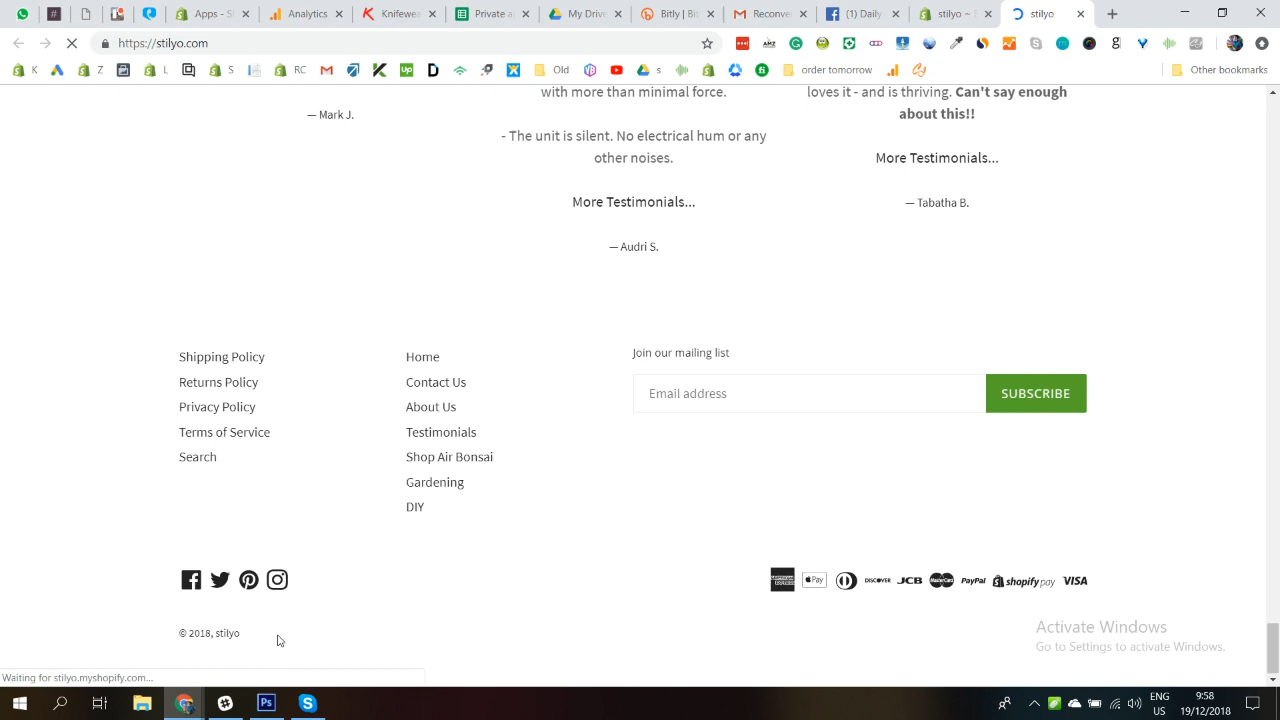 Apps - S
Analytics
Knifewea
Private a
My Drive
Bitly | Bi
Reconve
(1) Daily
stilyo ~ F
stilyo
https://stilyo.com
K
Z
L
S
RC
Old
s
order tomorrow
Other bookmarks
with more than minimal force.
loves it - and is thriving. Can't say enough
about this!!
— Mark J.
- The unit is silent. No electrical hum or any
other noises.
More Testimonials...
More Testimonials...
— Tabatha B.
— Audri S.
Shipping Policy
Returns Policy
Privacy Policy
Terms of Service
Search
Home
Contact Us
About Us
Testimonials
Shop Air Bonsai
Gardening
DIY
Join our mailing list
Email address
SUBSCRIBE
Pay
DISCOVER
JCB
MasterCard
PayPal
shopify pay
VISA
© 2018, stilyo
Activate Windows
Go to Settings to activate Windows.
Waiting for stilyo.myshopify.com...
ENG
US
9:58
19/12/2018